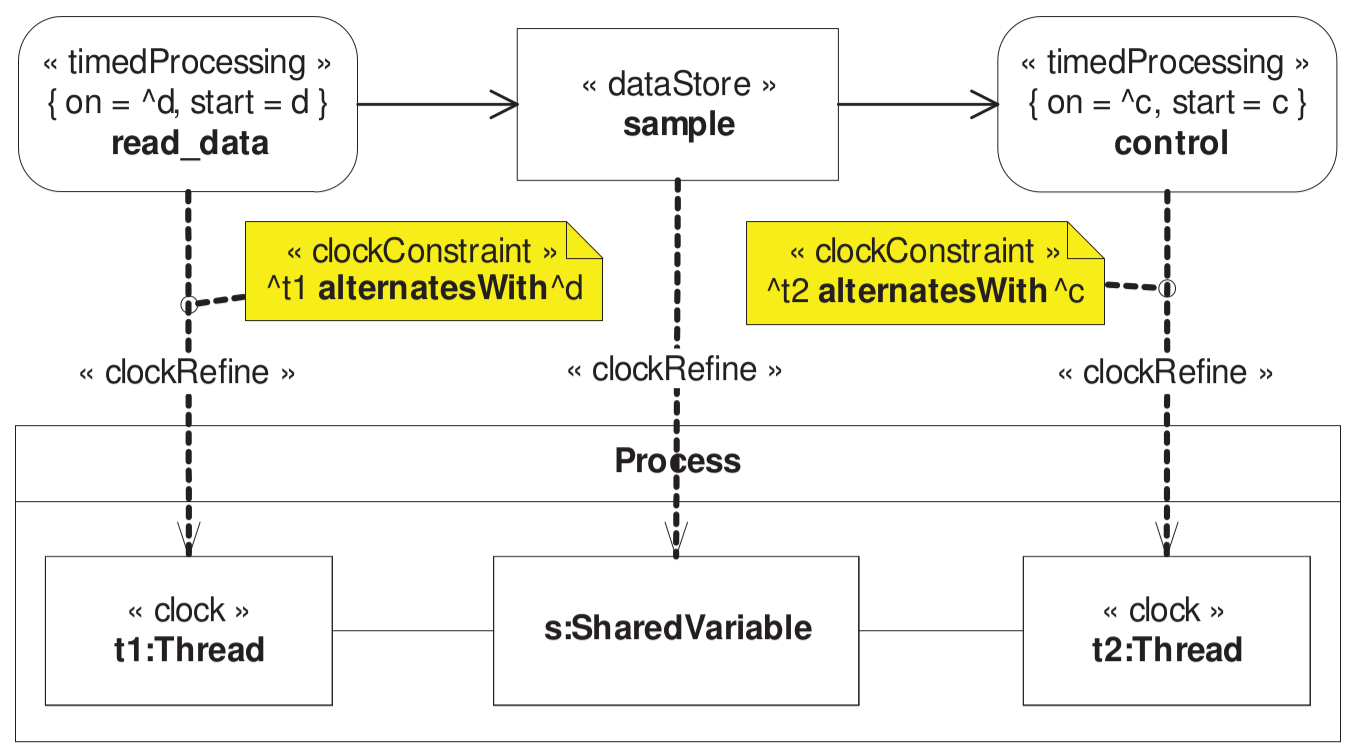 « timedProcessing »
{ on = ^d, start = d }
read_data
« dataStore »
sample
« timedProcessing »
{ on = ^c, start = c }
control
« clockConstraint »
^t1 alternatesWith ^d
« clockConstraint »
^t2 alternatesWith ^c
« clockRefine »
« clockRefine »
« clockRefine »
Process
« clock »
t1:Thread
s:SharedVariable
« clock »
t2:Thread